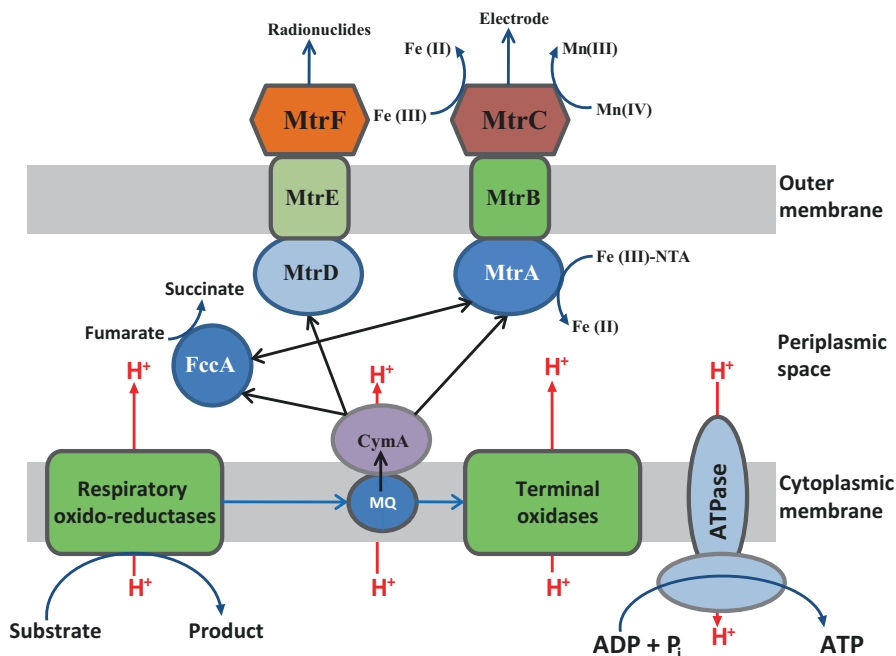 Electrode
Radionuclides
Fe (II)
Mn(III)
MtrF
Fe (III)
MtrC
Mn(IV)
MtrE
MtrB
Outer
membrane
MtrD
MtrA
Fe (III)-NTA
Succinate
Fumarate
Fe (II)
FccA
Periplasmic
space
H⁺
H⁺
H⁺
H⁺
CymA
Respiratory
oxido-reductases
MQ
Terminal
oxidases
ATPase
Cytoplasmic
membrane
H⁺
H⁺
H⁺
H⁺
Substrate
Product
ADP + Pᵢ
ATP